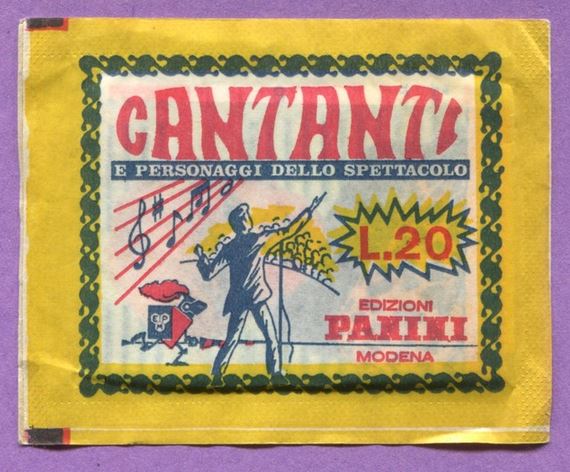 CANTANTI
E PERSONAGGI DELLO SPETTACOLO
L.20
EDIZIONI
PANINI
MODENA